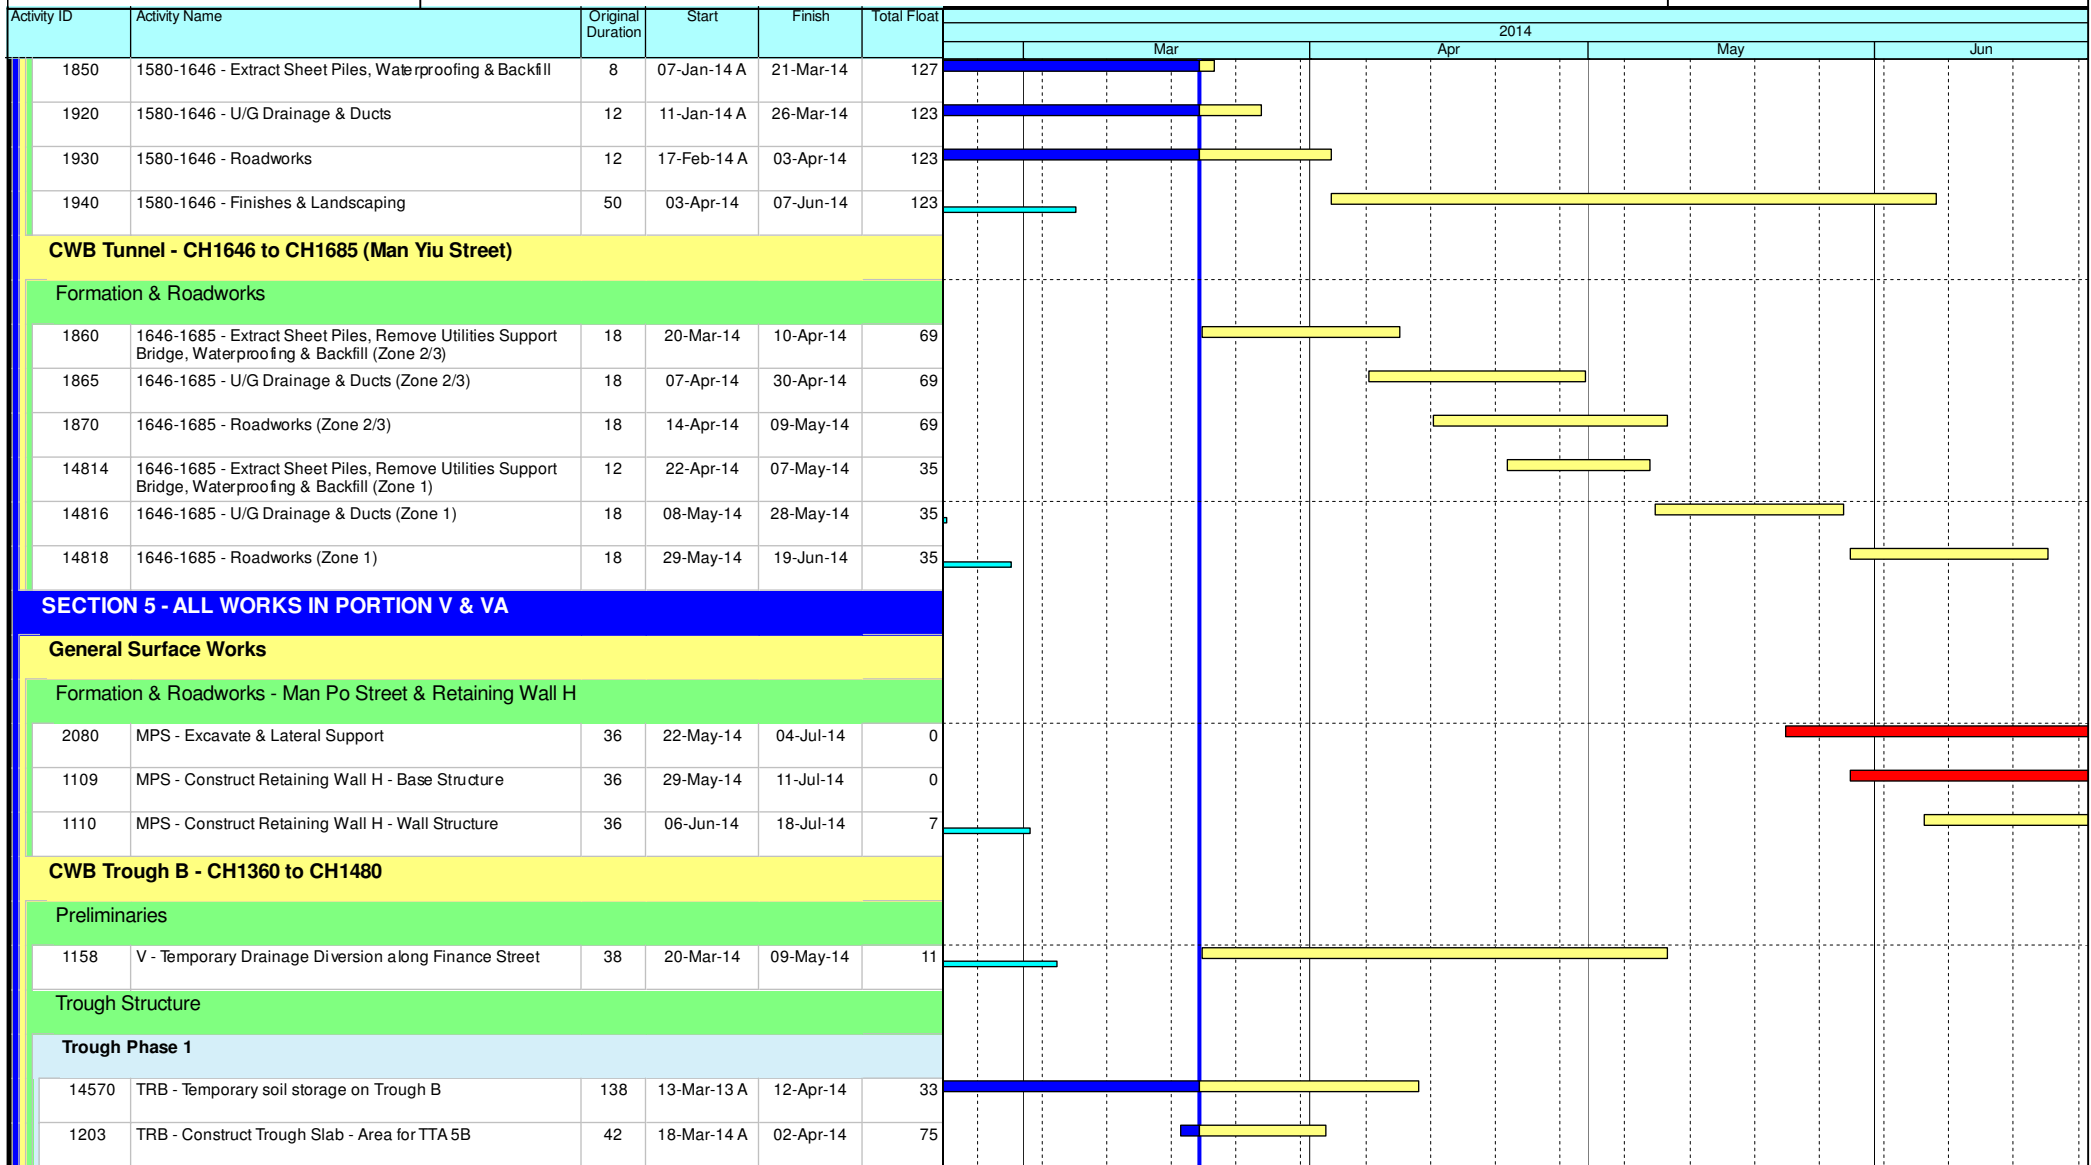 Activity ID Activity Name Original Duration Start Finish Total Float
2014
Mar Apr May Jun
1850 1580-1646 - Extract Sheet Piles, Waterproofing & Backfill 8 07-Jan-14 A 21-Mar-14 127
1920 1580-1646 - U/G Drainage & Ducts 12 11-Jan-14 A 26-Mar-14 123
1930 1580-1646 - Roadworks 12 17-Feb-14 A 03-Apr-14 123
1940 1580-1646 - Finishes & Landscaping 50 03-Apr-14 07-Jun-14 123
CWB Tunnel - CH1646 to CH1685 (Man Yiu Street)
Formation & Roadworks
1860 1646-1685 - Extract Sheet Piles, Remove Utilities Support 18 20-Mar-14 10-Apr-14 69
Bridge, Waterproofing & Backfill (Zone 2/3)
1865 1646-1685 - U/G Drainage & Ducts (Zone 2/3) 18 07-Apr-14 30-Apr-14 69
1870 1646-1685 - Roadworks (Zone 2/3) 18 14-Apr-14 09-May-14 69
14814 1646-1685 - Extract Sheet Piles, Remove Utilities Support 12 22-Apr-14 07-May-14 35
Bridge, Waterproofing & Backfill (Zone 1)
14816 1646-1685 - U/G Drainage & Ducts (Zone 1) 18 08-May-14 28-May-14 35
14818 1646-1685 - Roadworks (Zone 1) 18 29-May-14 19-Jun-14 35
SECTION 5 - ALL WORKS IN PORTION V & VA
General Surface Works
Formation & Roadworks - Man Po Street & Retaining Wall H
2080 MPS - Excavate & Lateral Support 36 22-May-14 04-Jul-14 0
1109 MPS - Construct Retaining Wall H - Base Structure 36 29-May-14 11-Jul-14 0
1110 MPS - Construct Retaining Wall H - Wall Structure 36 06-Jun-14 18-Jul-14 7
CWB Trough B - CH1360 to CH1480
Preliminaries
1158 V - Temporary Drainage Diversion along Finance Street 38 20-Mar-14 09-May-14 11
Trough Structure
Trough Phase 1
14570 TRB - Temporary soil storage on Trough B 138 13-Mar-13 A 12-Apr-14 33
1203 TRB - Construct Trough Slab - Area for TTA 5B 42 18-Mar-14 A 02-Apr-14 75